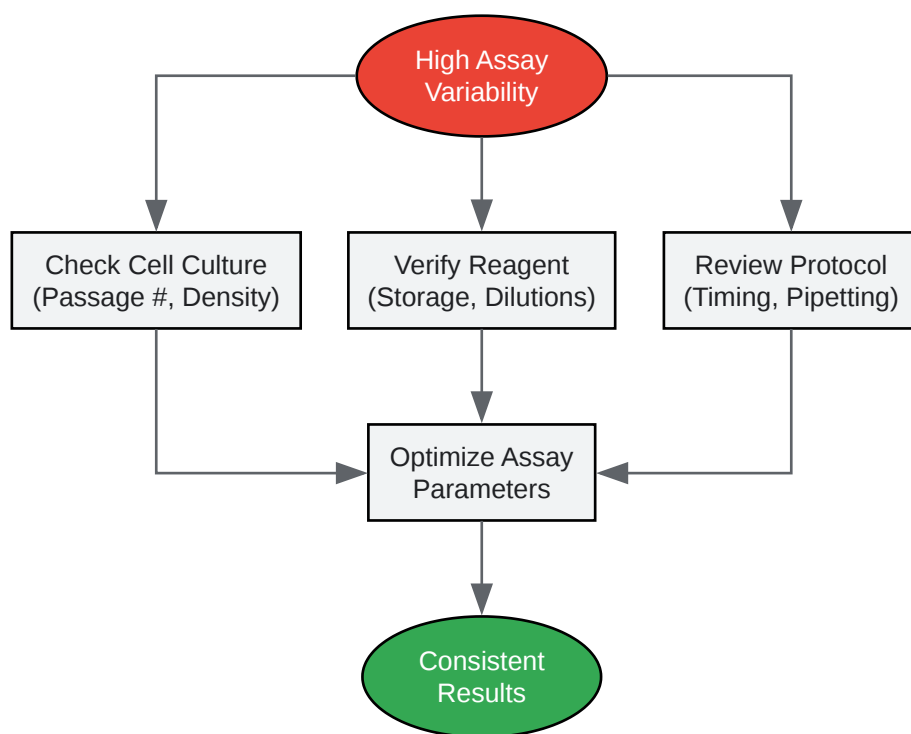 High Assay
Variability
Check Cell Culture
(Passage #, Density)
Verify Reagent
(Storage, Dilutions)
Review Protocol
(Timing, Pipetting)
Optimize Assay
Parameters
Consistent
Results